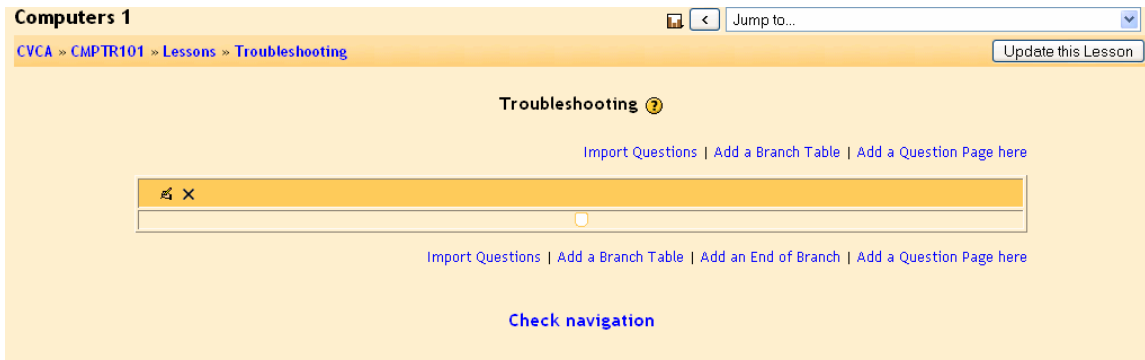 Computers 1 < Jump to...
CVCA » CMPTR101 » Lessons » Troubleshooting Update this Lesson
Troubleshooting ?
Import Questions | Add a Branch Table | Add a Question Page here
Import Questions | Add a Branch Table | Add an End of Branch | Add a Question Page here
Check navigation